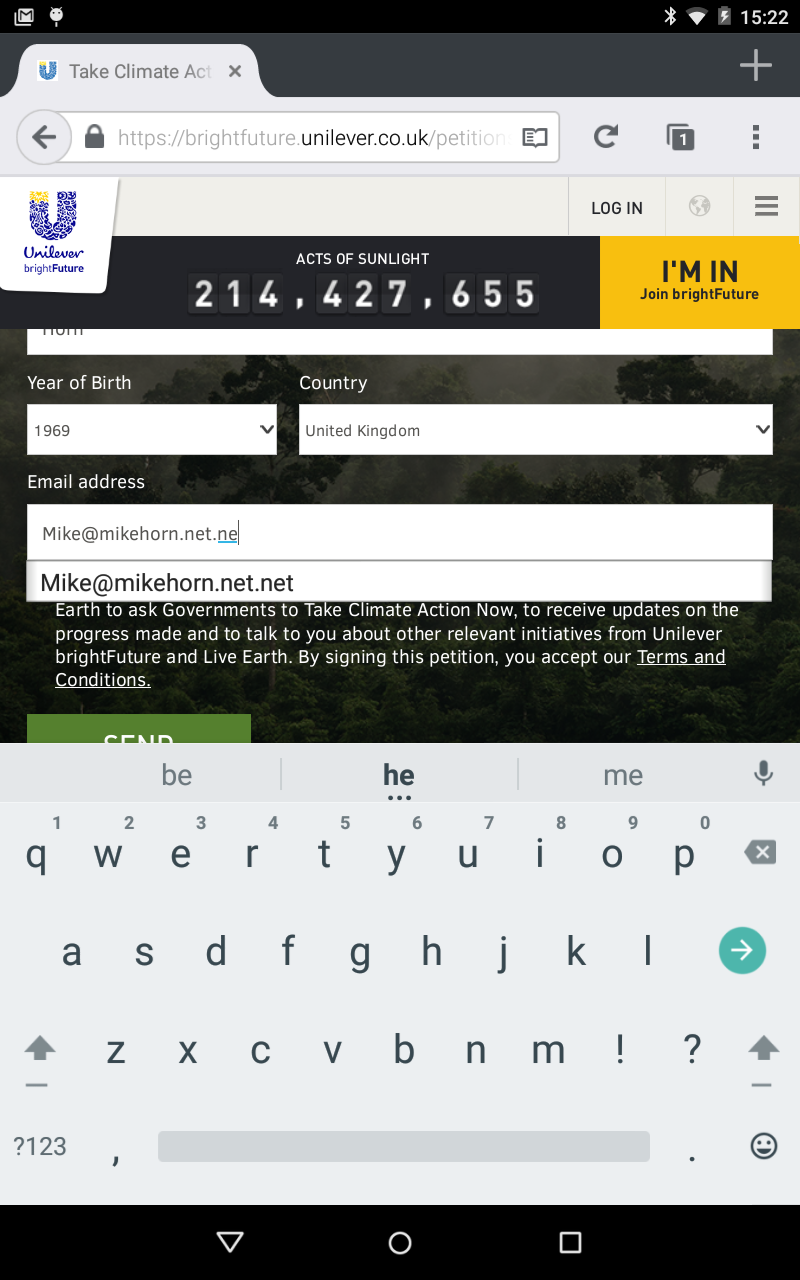 15:22
Take Climate Act
https://brightfuture.unilever.co.uk/petition
1
Unilever
brightFuture
LOG IN
ACTS OF SUNLIGHT
214,427,655
I'M IN
Join brightFuture
Horn
Year of Birth
Country
1969
United Kingdom
Email address
Mike@mikehorn.net.ne
Mike@mikehorn.net.net
Earth to ask Governments to Take Climate Action Now, to receive updates on the
progress made and to talk to you about other relevant initiatives from Unilever
brightFuture and Live Earth. By signing this petition, you accept our Terms and
Conditions.
SEND
be he me
1 2 3 4 5 6 7 8 9 0
q w e r t y u i o p
a s d f g h j k l
z x c v b n m ! ?
?123 , .